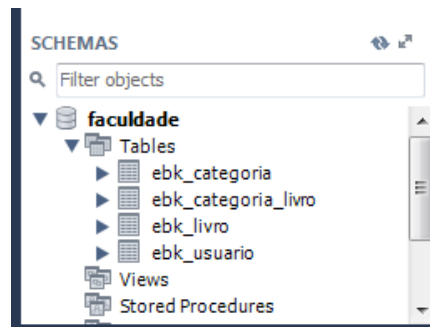 SCHEMAS
Filter objects
faculdade
Tables
ebk_categoria
ebk_categoria_livro
ebk_livro
ebk_usuario
Views
Stored Procedures